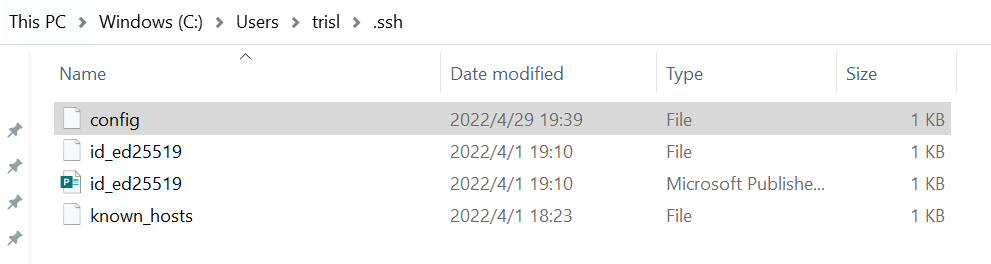 This PC > Windows (C:) > Users > trisl > .ssh
Name Date modified Type Size
config 2022/4/29 19:39 File 1 KB
id_ed25519 2022/4/1 19:10 File 1 KB
id_ed25519 2022/4/1 19:10 Microsoft Publishe... 1 KB
known_hosts 2022/4/1 18:23 File 1 KB